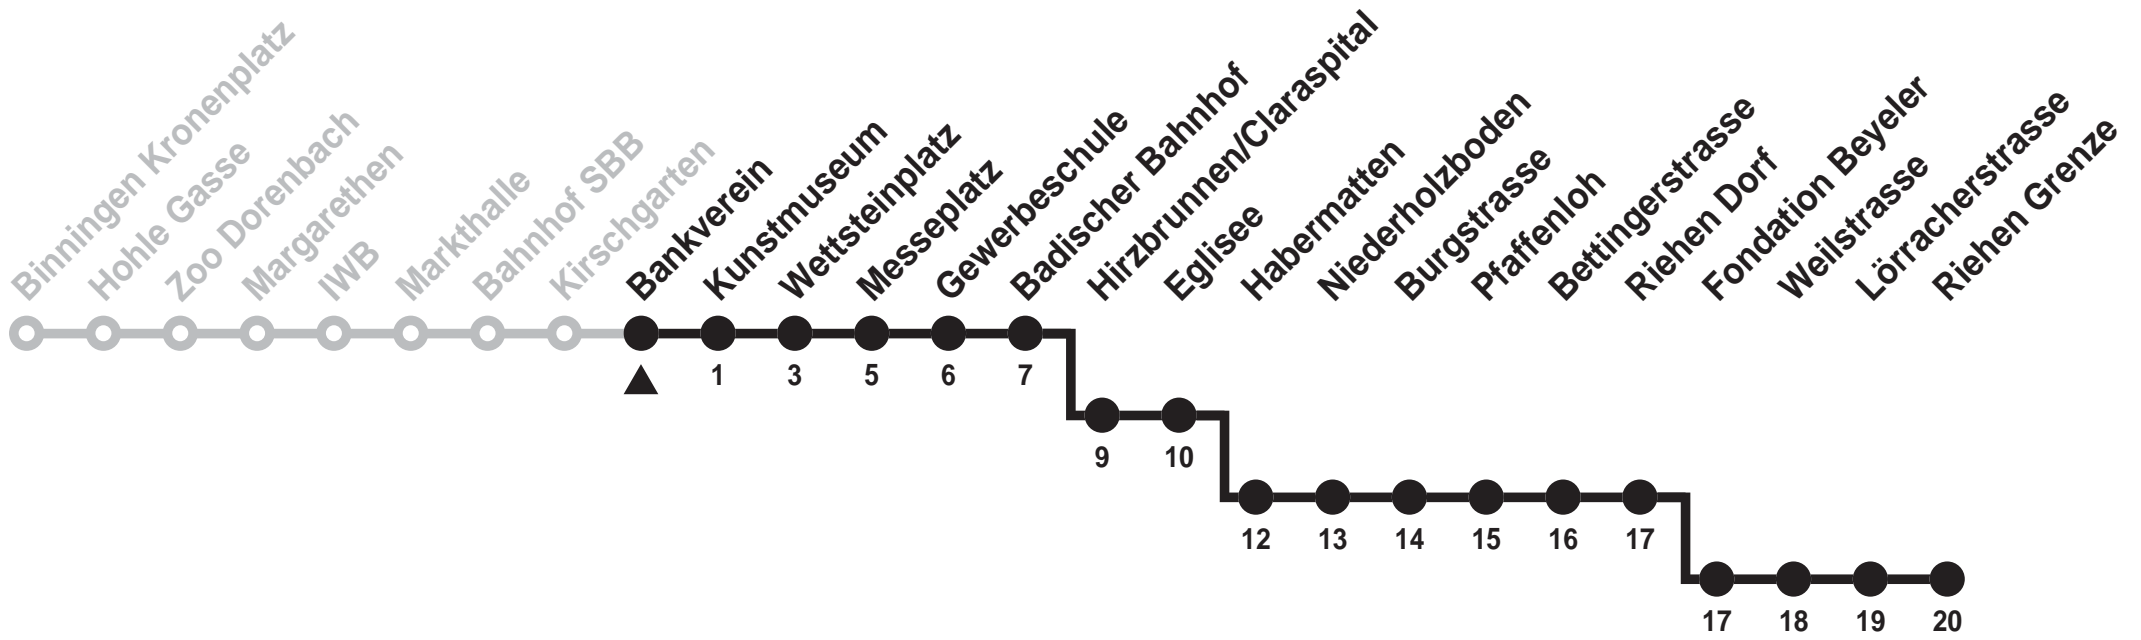 Binningen Kronenplatz
Hohle Gasse
Zoo Dorenbach
Margarethen
IWB
Markthalle
Bahnhof SBB
Kirschgarten
Bankverein
Kunstmuseum
Wettsteinplatz
Messeplatz
Gewerbeschule
Badischer Bahnhof
Hirzbrunnen/Claraspital
Eglisee
Habermatten
Niederholzboden
Burgstrasse
Pfaffenloh
Bettingerstrasse
Riehen Dorf
Fondation Beyeler
Weilstrasse
Lörracherstrasse
Riehen Grenze
1 3 5 6 7
9 10
12 13 14 15 16 17
17 18 19 20